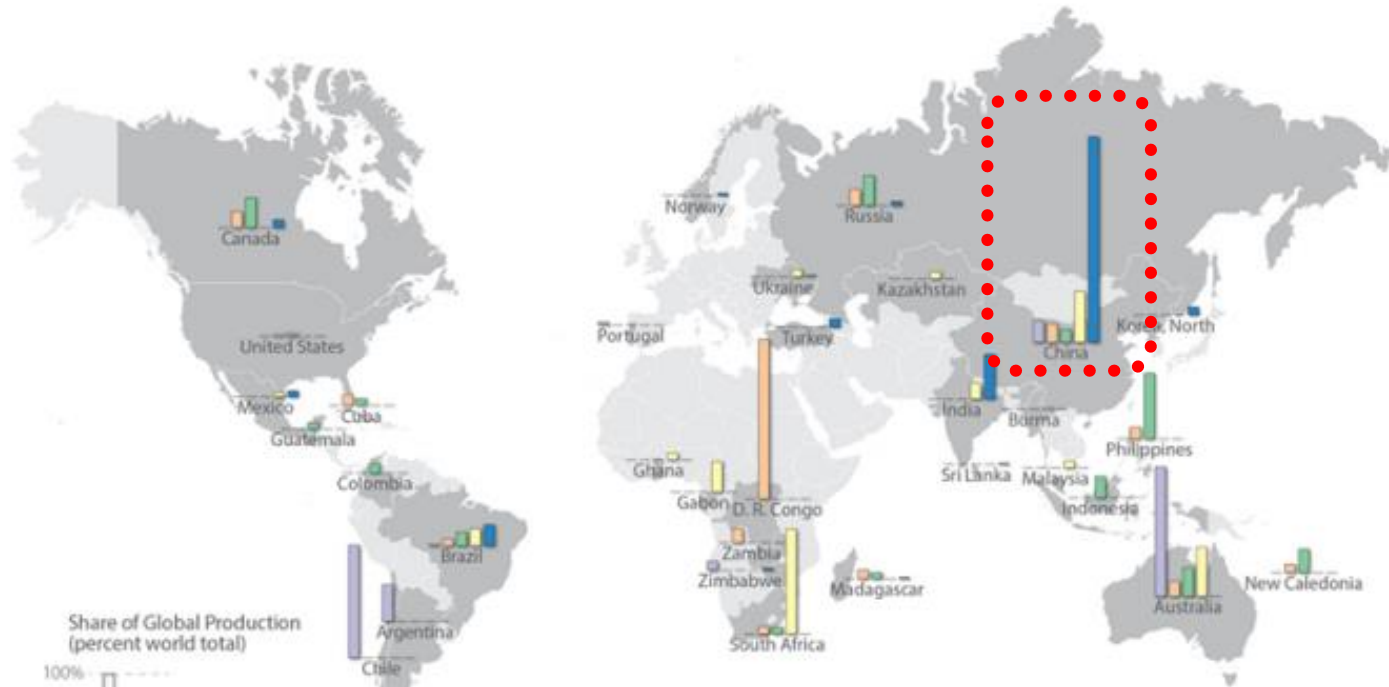 Norway
Russia
Canada
Ukraine
Kazakhstan
United States
Portugal
Turkey
China
Korea, North
Mexico
Cuba
Guatemala
India
Burma
Philippines
Ghana
Colombia
Gabon
D. R. Congo
Sri Lanka
Malaysia
Indonesia
Brazil
Zambia
Zimbabwe
Madagascar
New Caledonia
Australia
Share of Global Production
(percent world total)
Argentina
South Africa
Chile
100%